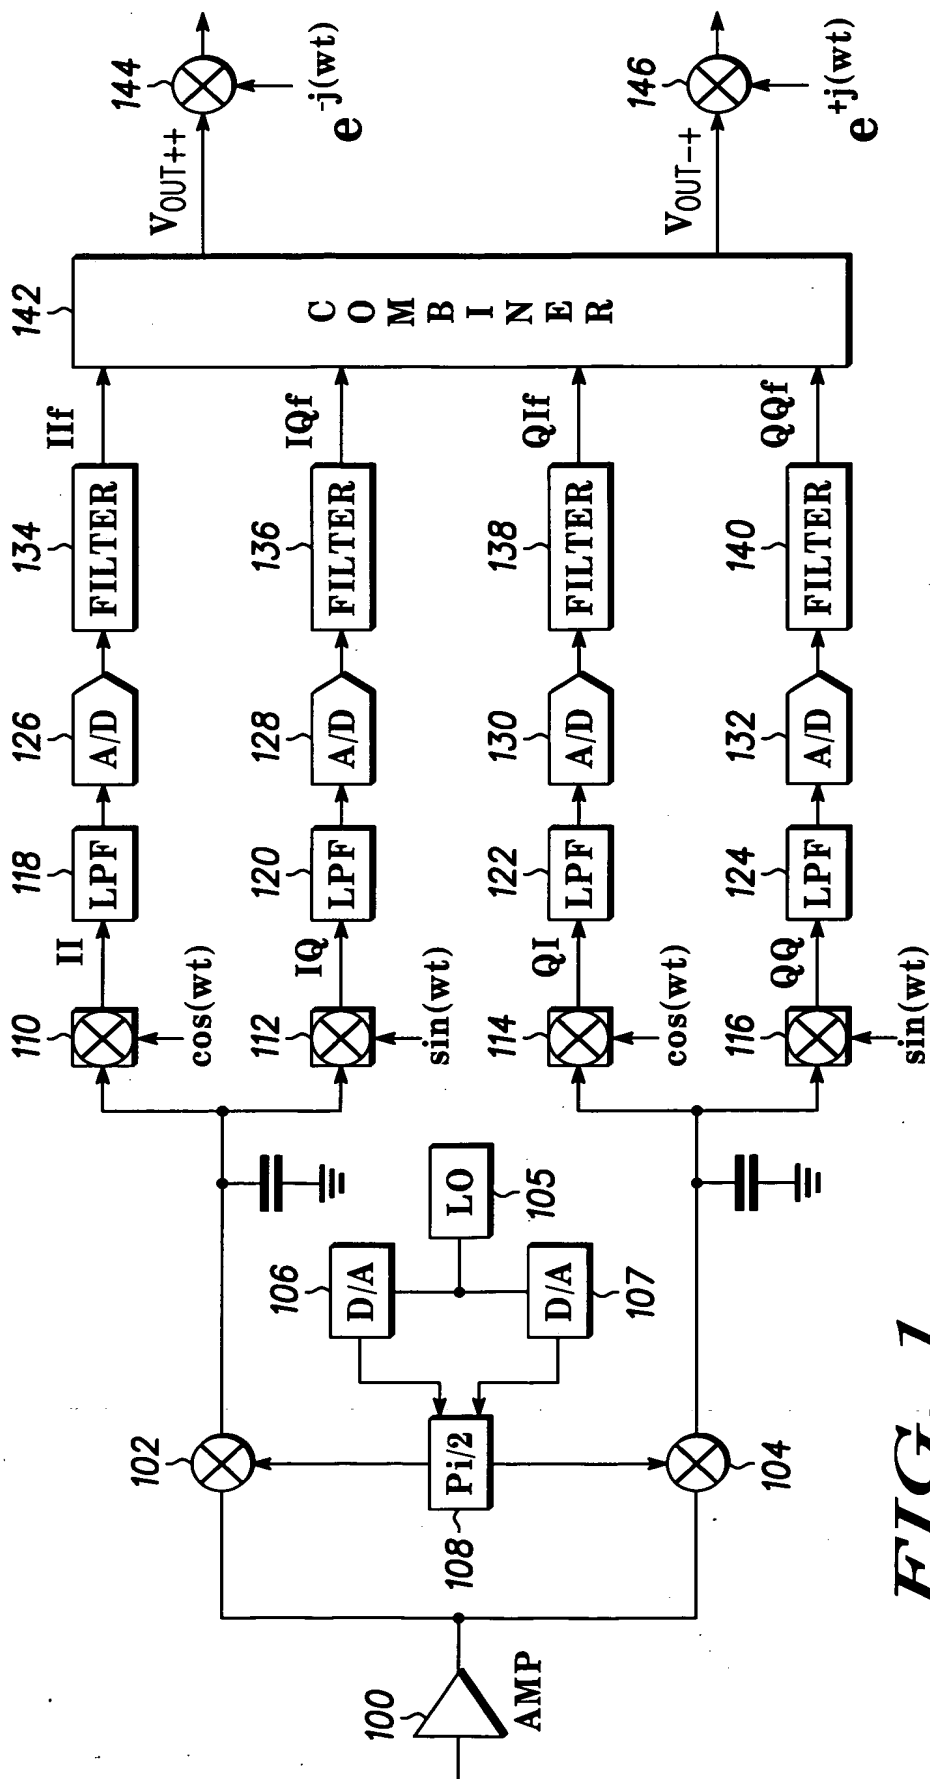 100
AMP
102
104
108
Pi/2
106
D/A
107
D/A
LO
105
110
cos(wt)
II
118
LPF
126
A/D
134
FILTER
IIf
112
sin(wt)
IQ
120
LPF
128
A/D
136
FILTER
IQf
114
cos(wt)
QI
122
LPF
130
A/D
138
FILTER
QIf
116
sin(wt)
QQ
124
LPF
132
A/D
140
FILTER
QQf
142
COMBINER
VOUT++
144
e-j(wt)
VOUT-+
146
e+j(wt)
FIG. 1